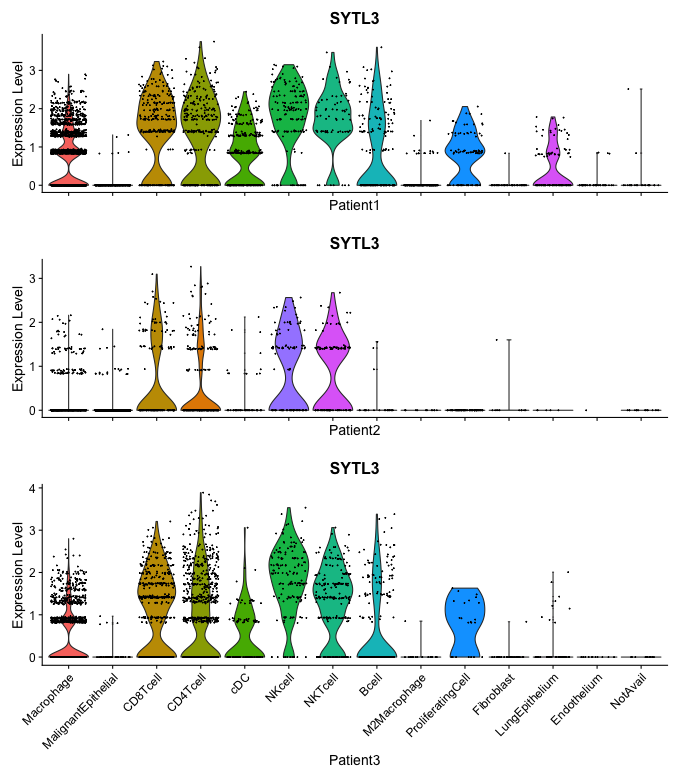 SYTL3
Expression Level
3
2
1
0
Patient1
SYTL3
Expression Level
3
2
1
0
Patient2
SYTL3
Expression Level
4
3
2
1
0
Macrophage
MalignantEpithelial
CD8Tcell
CD4Tcell
cDC
NKcell
NKTcell
Bcell
M2Macrophage
ProliferatingCell
Fibroblast
LungEpithelium
Endothelium
NotAvail
Patient3